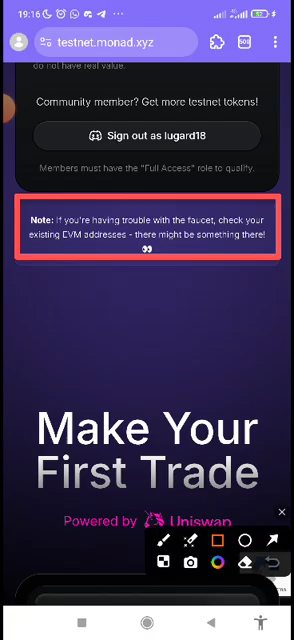 19:16
testnet.monad.xyz
do not have real value.
Community member? Get more testnet tokens!
Sign out as lugard18
Members must have the "Full Access" role to qualify.
Note: If you're having trouble with the faucet, check your
existing EVM addresses - there might be something there!
👀
Make Your
First Trade
Powered by Uniswap